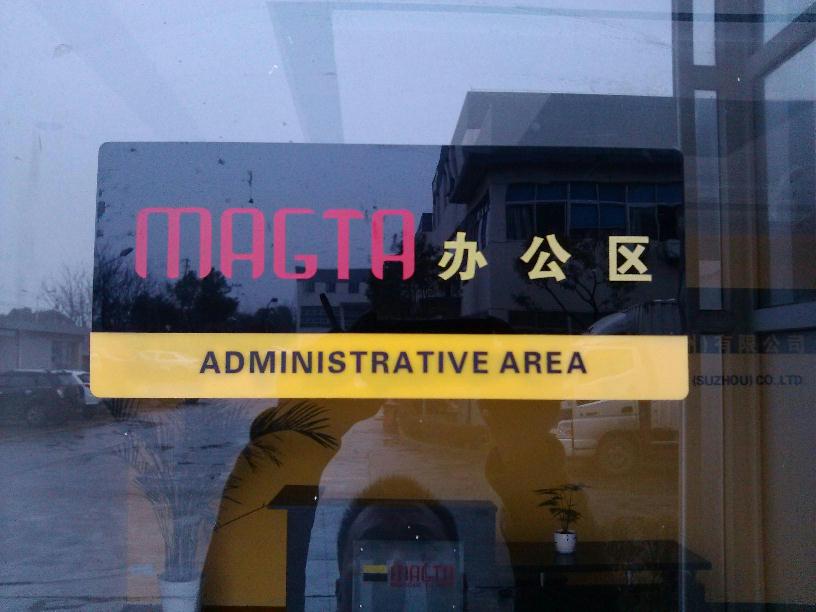 MAGTA 办公区
ADMINISTRATIVE AREA
有限公司
(SUZHOU) CO.,LTD.
MAGTA